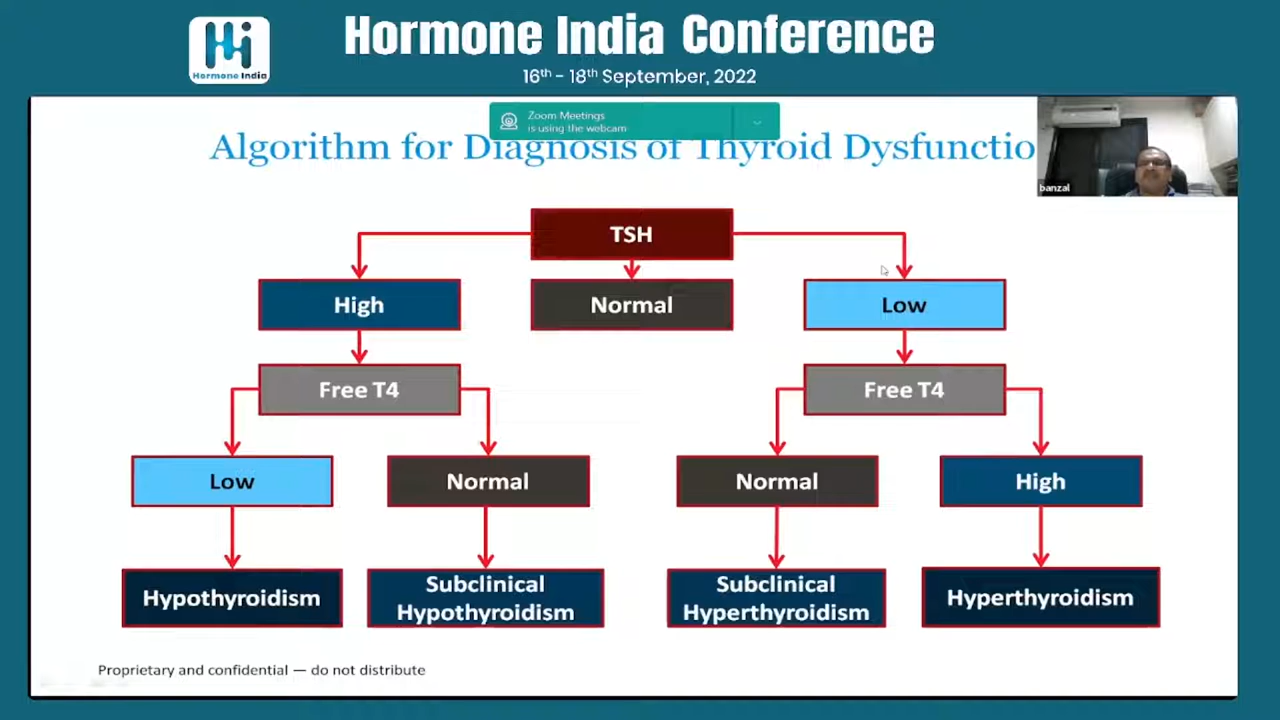 Hormone India Conference
Hormone India
16th - 18th September, 2022
Zoom Meetings
is using the webcam
Algorithm for Diagnosis of Thyroid Dysfunctio
banzal
TSH
High
Normal
Low
Free T4
Free T4
Low
Normal
Normal
High
Hypothyroidism
Subclinical
Hypothyroidism
Subclinical
Hyperthyroidism
Hyperthyroidism
Proprietary and confidential — do not distribute